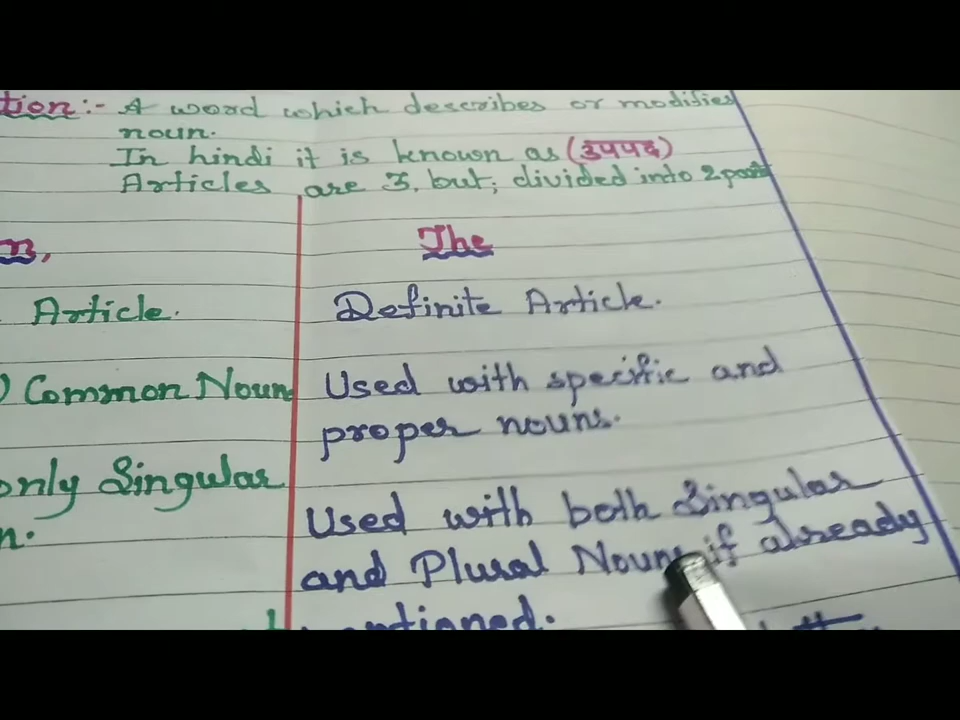 tion:- A word which describes or modifies
noun.
In hindi it is known as (उपपद)
Articles are 3, but; divided into 2 parts
n,
The
Article.
Definite Article.
) Common Noun
Used with specific and
proper nouns.
only Singular
n.
Used with both Singular
and Plural Nouns if already
mentioned.